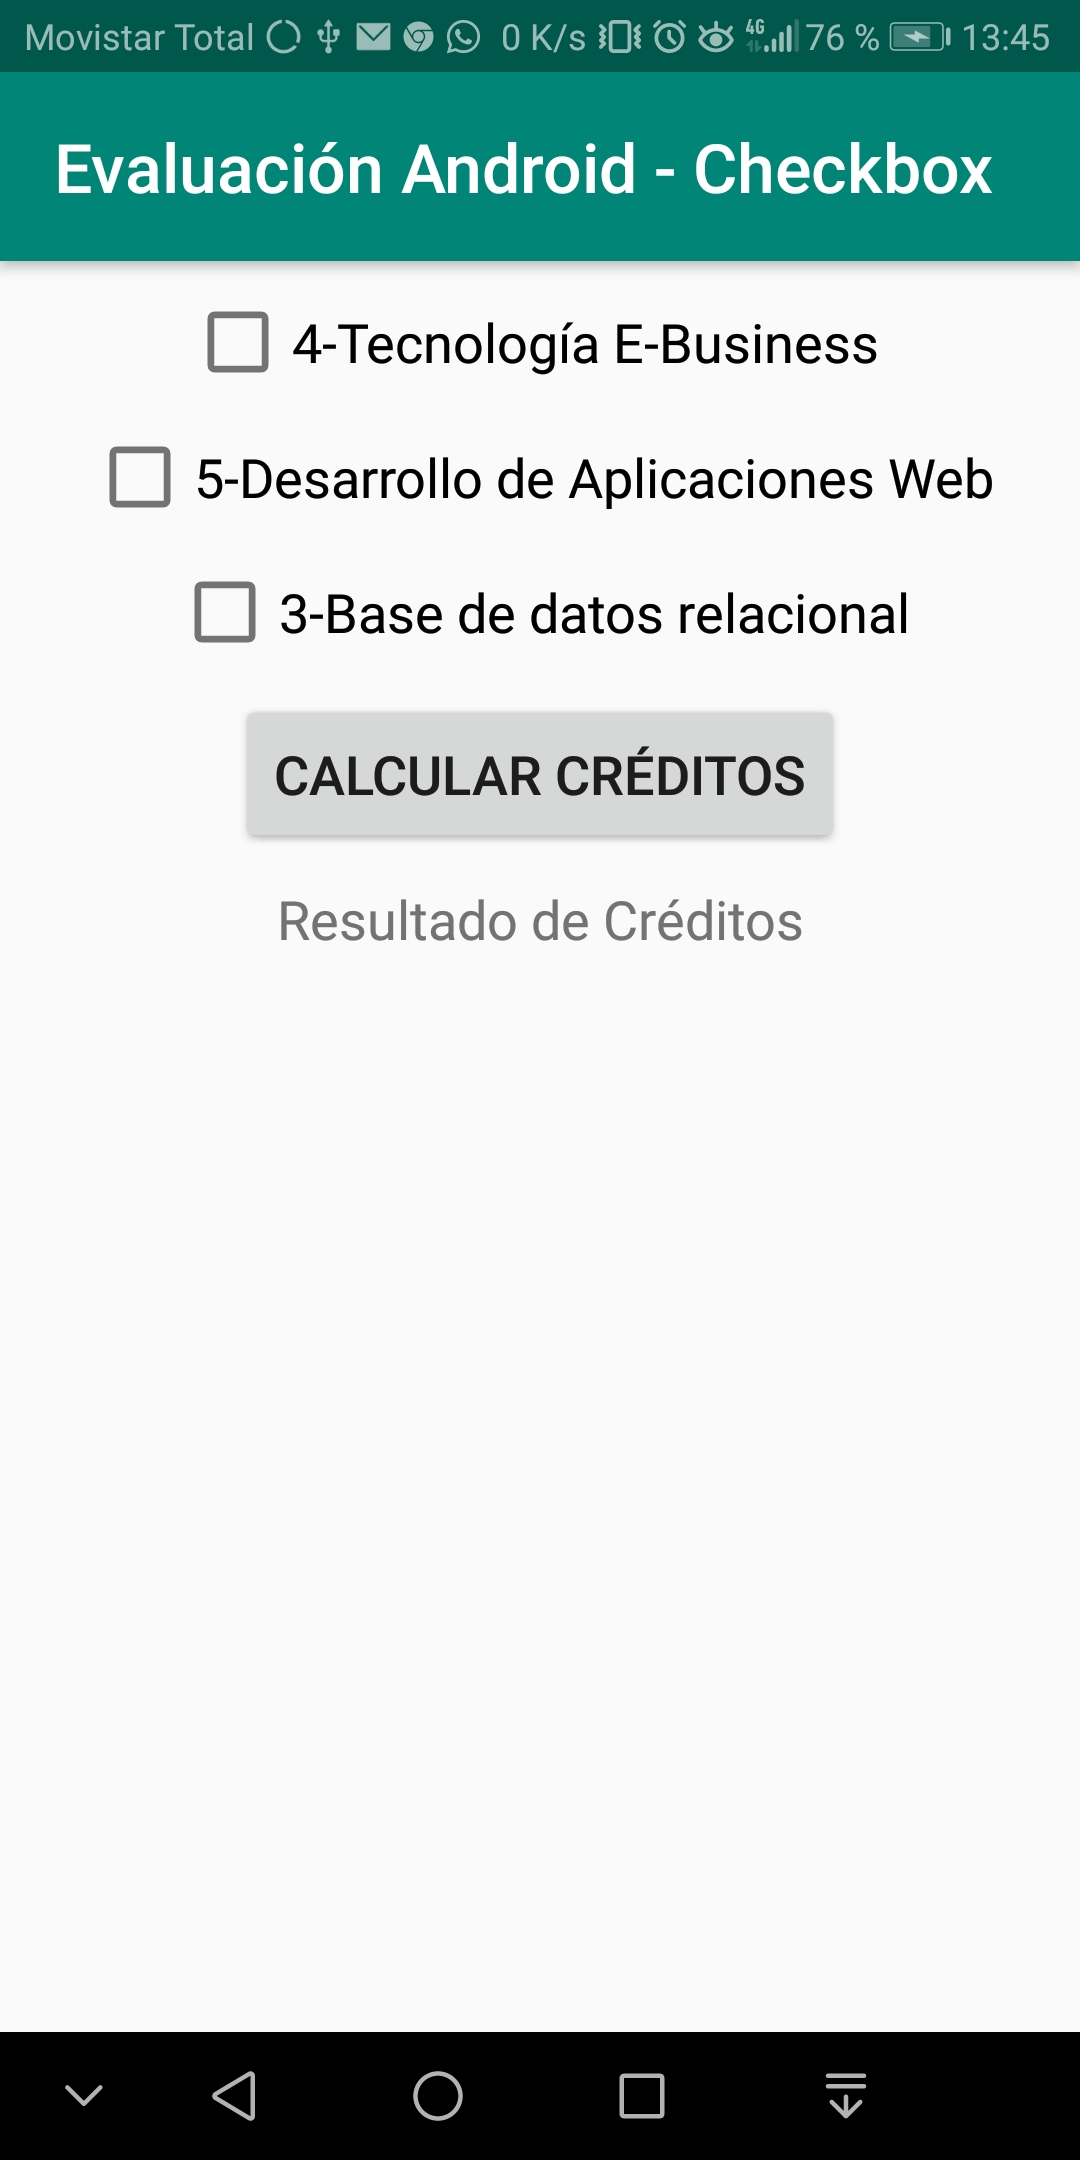 Movistar Total 0 K/s 4G 76 % 13:45
Evaluación Android - Checkbox
4-Tecnología E-Business
5-Desarrollo de Aplicaciones Web
3-Base de datos relacional
CALCULAR CRÉDITOS
Resultado de Créditos